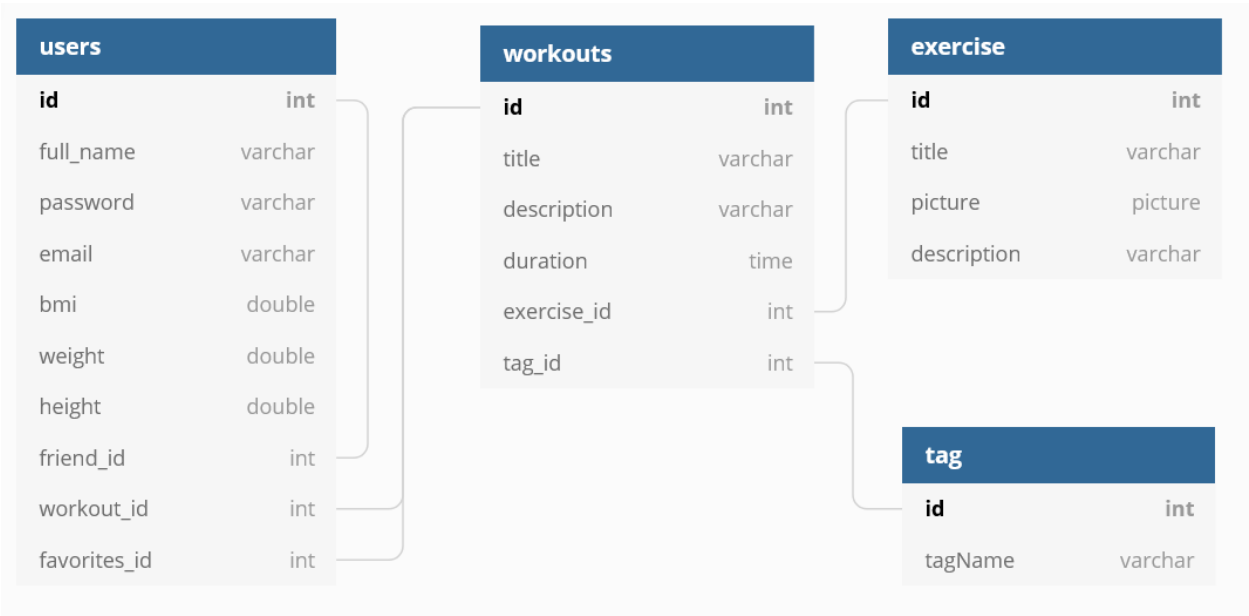 users
id int
full_name varchar
password varchar
email varchar
bmi double
weight double
height double
friend_id int
workout_id int
favorites_id int
workouts
id int
title varchar
description varchar
duration time
exercise_id int
tag_id int
exercise
id int
title varchar
picture picture
description varchar
tag
id int
tagName varchar